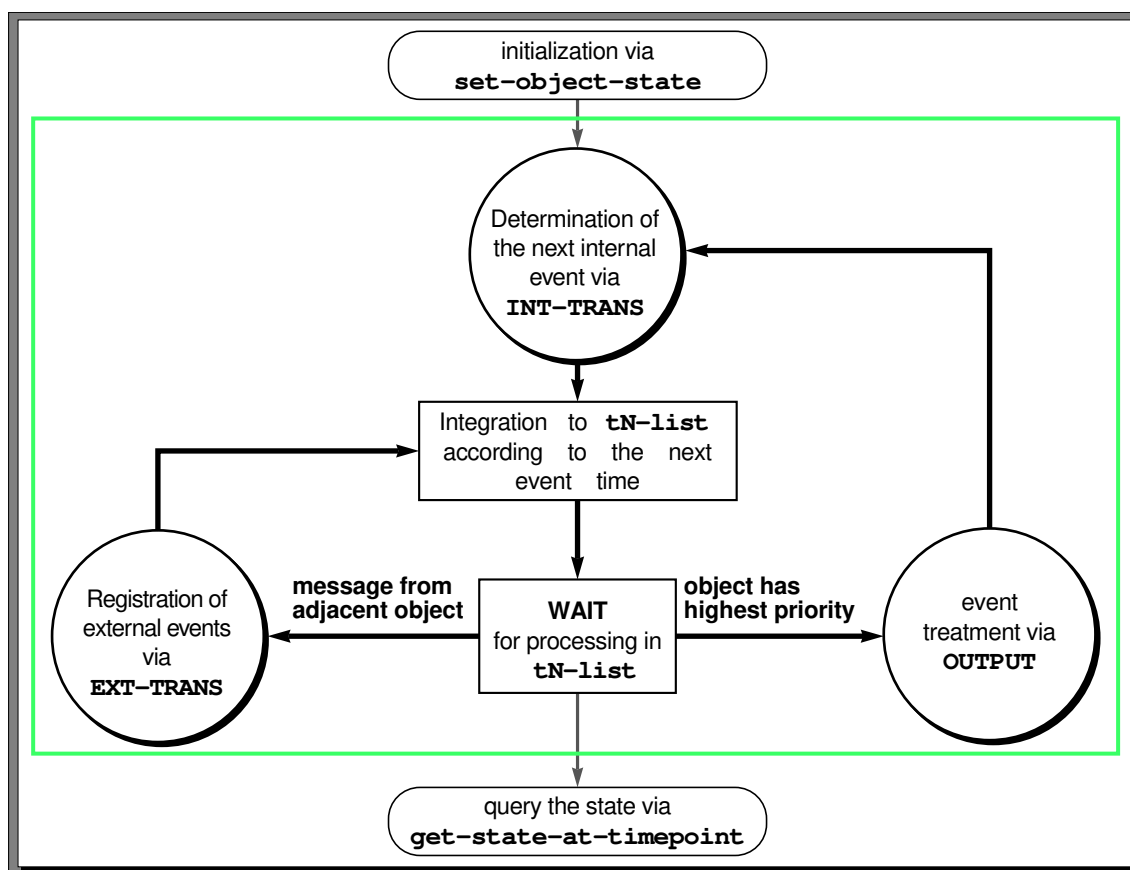 initialization via
set-object-state
Determination of
the next internal
event via
INT-TRANS
Integration to tN-list
according to the next
event time
message from
adjacent object
object has
highest priority
Registration of
external events
via
EXT-TRANS
WAIT
for processing in
tN-list
event
treatment via
OUTPUT
query the state via
get-state-at-timepoint